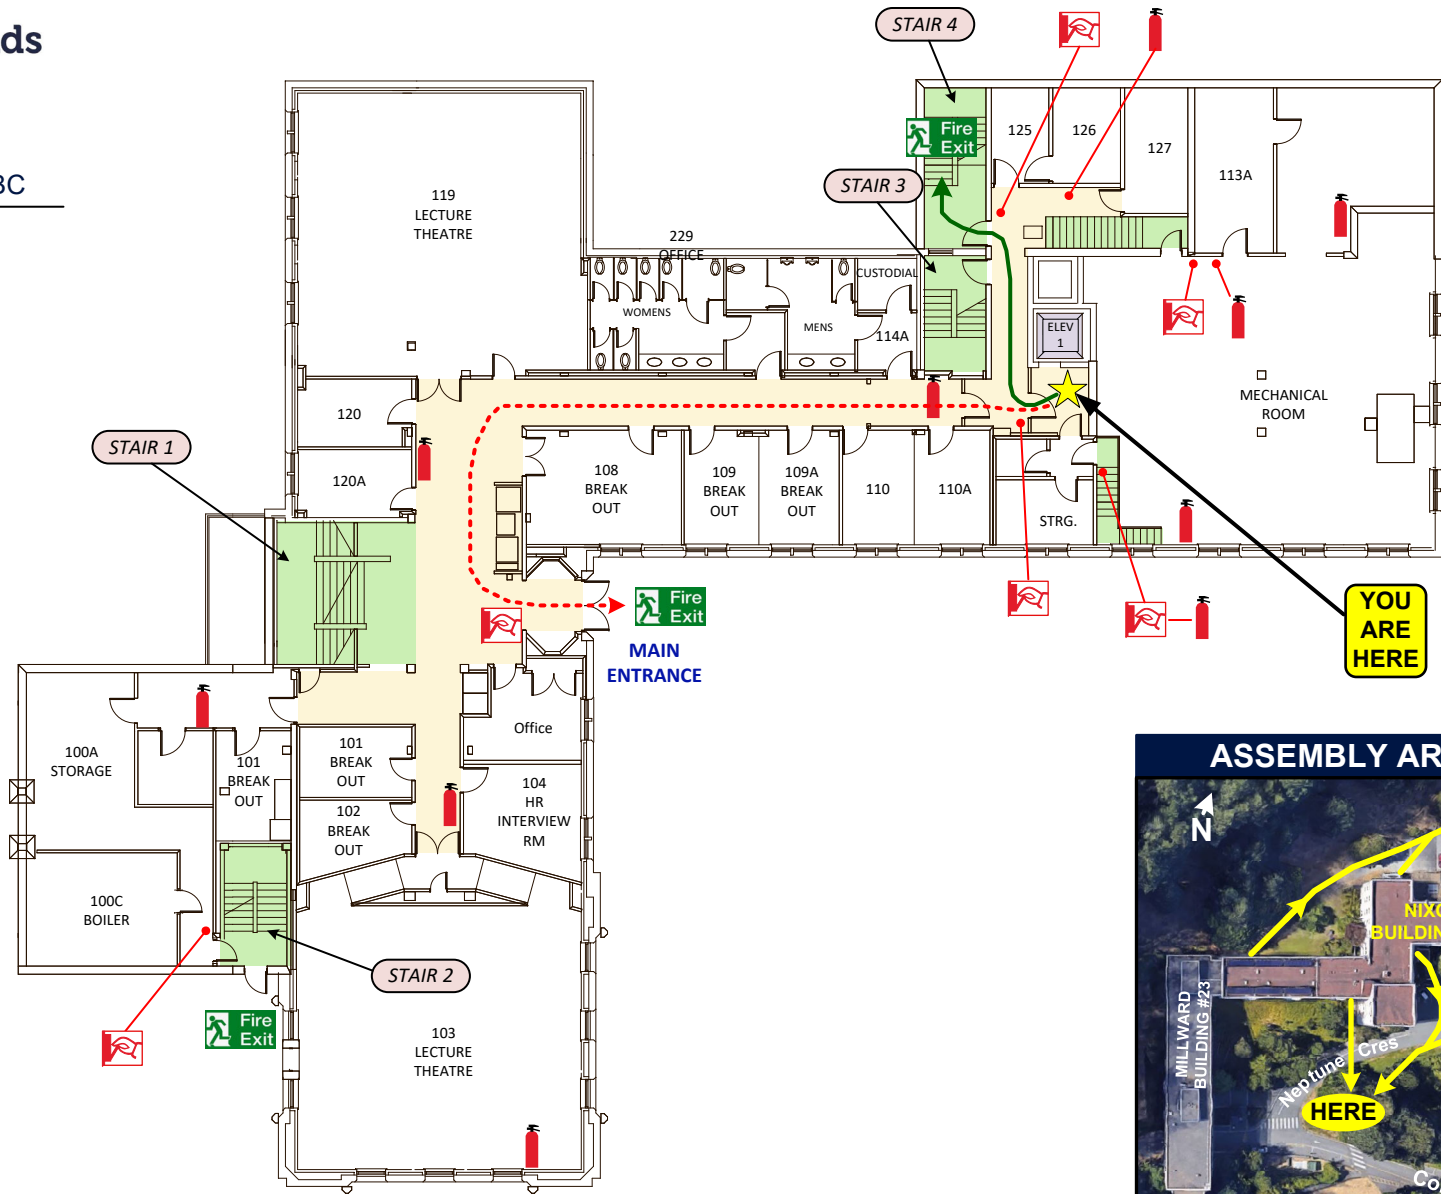 ds
BC
STAIR 4
Fire
Exit
125
126
127
113A
STAIR 3
119
LECTURE
THEATRE
229
OFFICE
CUSTODIAL
WOMENS
MENS
114A
ELEV
1
MECHANICAL
ROOM
120
120A
STAIR 1
108
BREAK
OUT
109
BREAK
OUT
109A
BREAK
OUT
110
110A
STRG.
Fire
Exit
MAIN
ENTRANCE
YOU
ARE
HERE
Office
100A
STORAGE
101
BREAK
OUT
101
BREAK
OUT
102
BREAK
OUT
104
HR
INTERVIEW
RM
100C
BOILER
STAIR 2
Fire
Exit
103
LECTURE
THEATRE
ASSEMBLY AR
N
NIXO
BUILDIN
MILLWARD
BUILDING #23
Neptune Cres
HERE
Co